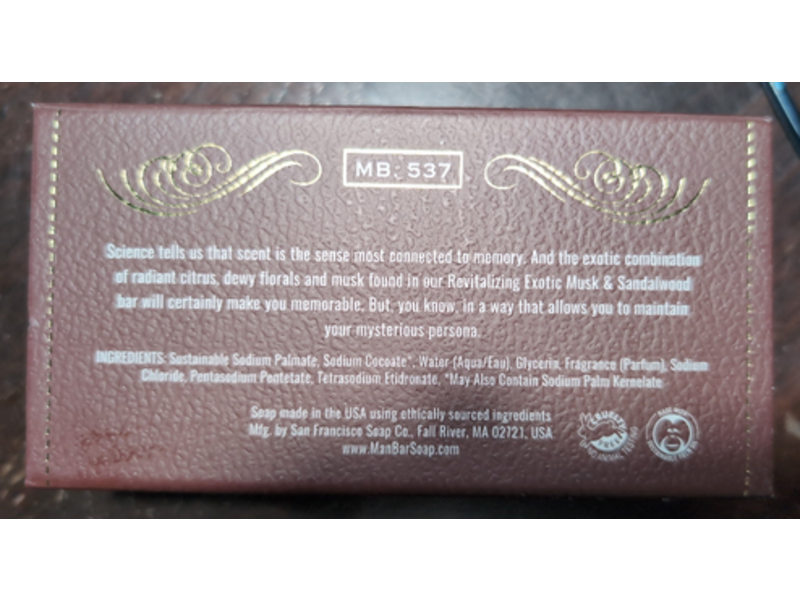 MB. 537
Science tells us that scent is the sense most connected to memory. And the exotic combination
of radiant citrus, dewy florals and musk found in our Revitalizing Exotic Musk & Sandalwood
bar will certainly make you memorable. But, you know, in a way that allows you to maintain
your mysterious persona.
INGREDIENTS: Sustainable Sodium Palmate, Sodium Cocoate*, Water (Aqua/Eau), Glycerin, Fragrance (Parfum), Sodium
Chloride, Pentasodium Pentetate, Tetrasodium Etidronate, *May Also Contain Sodium Palm Kernelate
Soap made in the USA using ethically sourced ingredients
Mfg. by San Francisco Soap Co., Fall River, MA 02721, USA
www.ManBarSoap.com
CRUELTY
FREE
NO ANIMAL TESTING